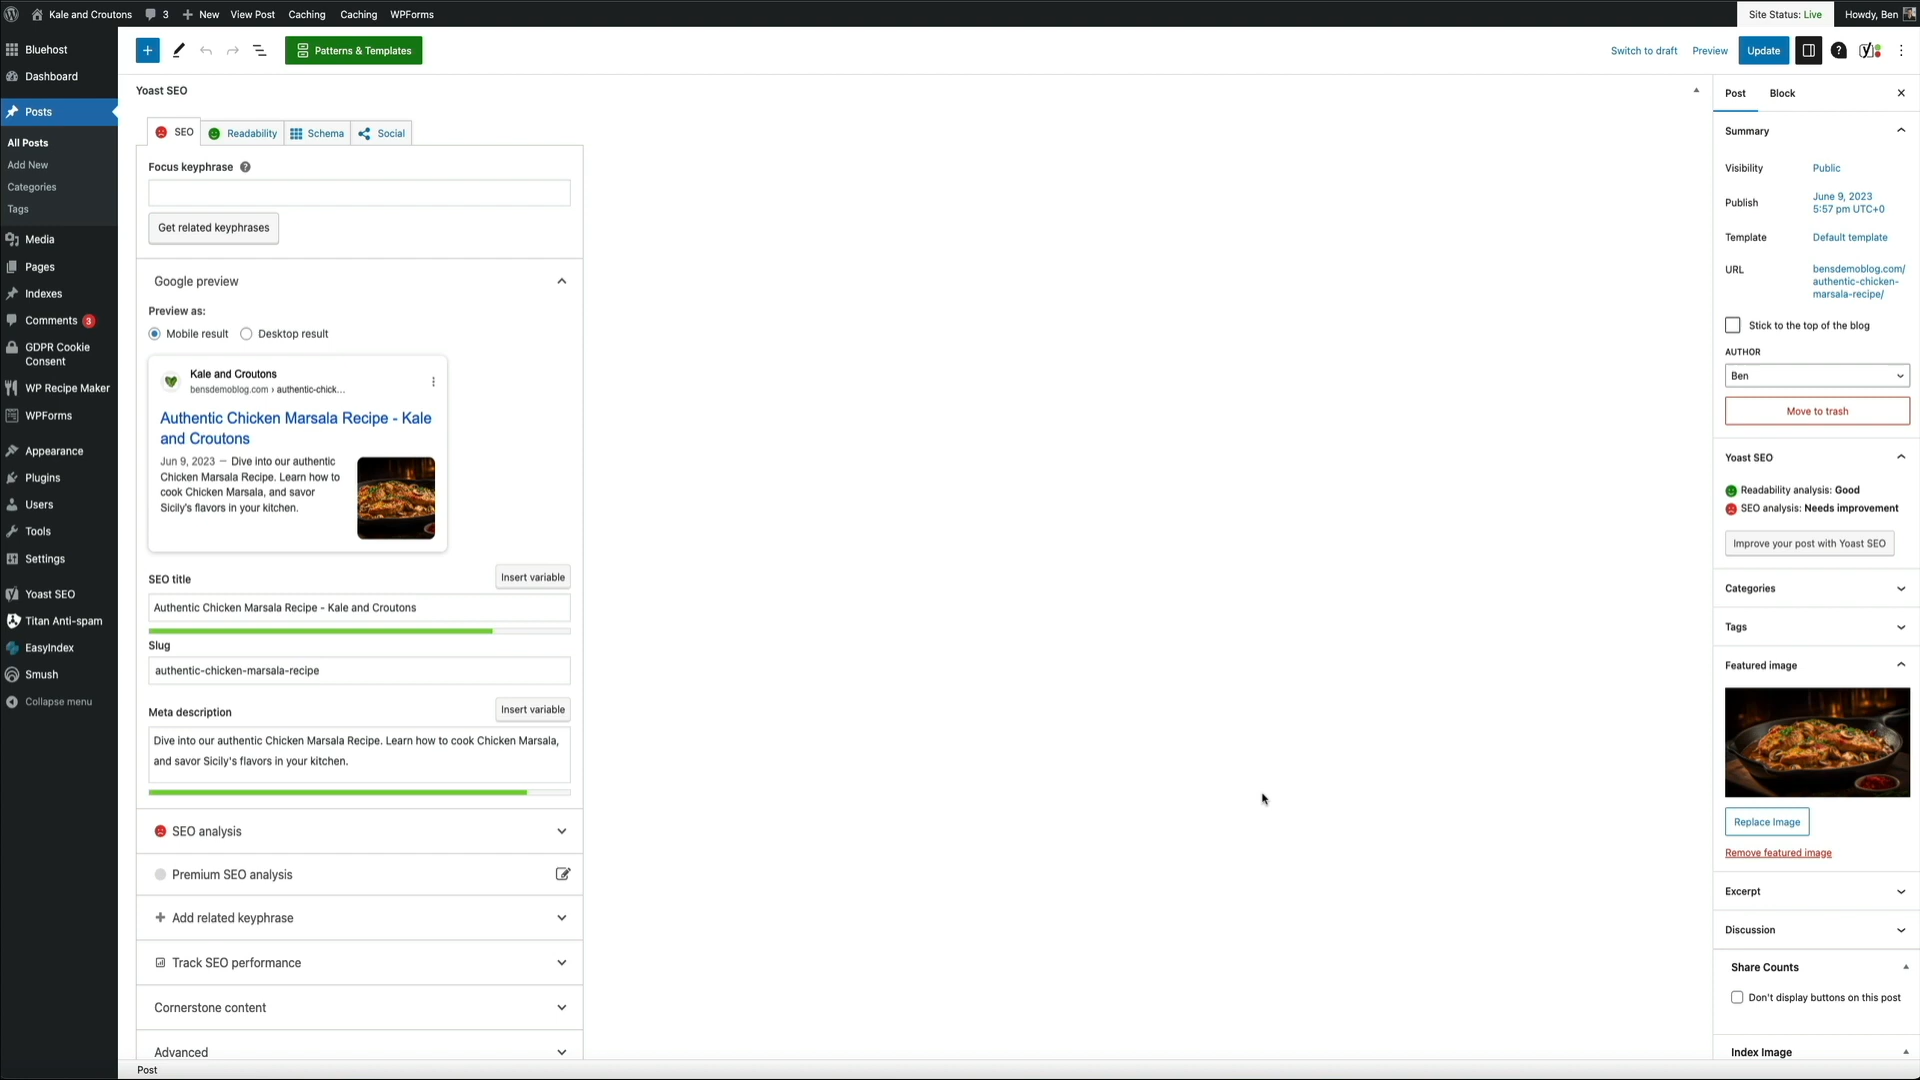 Kale and Croutons
3
New
View Post
Caching
Caching
WPForms
Site Status: Live
Howdy, Ben
Bluehost
Dashboard
Posts
All Posts
Add New
Categories
Tags
Media
Pages
Indexes
Comments 3
GDPR Cookie
Consent
WP Recipe Maker
WPForms
Appearance
Plugins
Users
Tools
Settings
Yoast SEO
Titan Anti-spam
EasyIndex
Smush
Collapse menu
Patterns & Templates
Switch to draft
Preview
Update
Yoast SEO
SEO
Readability
Schema
Social
Focus keyphrase
Get related keyphrases
Google preview
Preview as:
Mobile result
Desktop result
Kale and Croutons
bensdemoblog.com › authentic-chick...
Authentic Chicken Marsala Recipe - Kale
and Croutons
Jun 9, 2023 – Dive into our authentic
Chicken Marsala Recipe. Learn how to
cook Chicken Marsala, and savor
Sicily's flavors in your kitchen.
SEO title
Insert variable
Authentic Chicken Marsala Recipe - Kale and Croutons
Slug
authentic-chicken-marsala-recipe
Meta description
Insert variable
Dive into our authentic Chicken Marsala Recipe. Learn how to cook Chicken Marsala,
and savor Sicily's flavors in your kitchen.
SEO analysis
Premium SEO analysis
Add related keyphrase
Track SEO performance
Cornerstone content
Advanced
Post
Post
Block
Summary
Visibility
Public
Publish
June 9, 2023
5:57 pm UTC+0
Template
Default template
URL
bensdemoblog.com/
authentic-chicken-
marsala-recipe/
Stick to the top of the blog
AUTHOR
Ben
Move to trash
Yoast SEO
Readability analysis: Good
SEO analysis: Needs improvement
Improve your post with Yoast SEO
Categories
Tags
Featured image
Replace Image
Remove featured image
Excerpt
Discussion
Share Counts
Don't display buttons on this post
Index Image